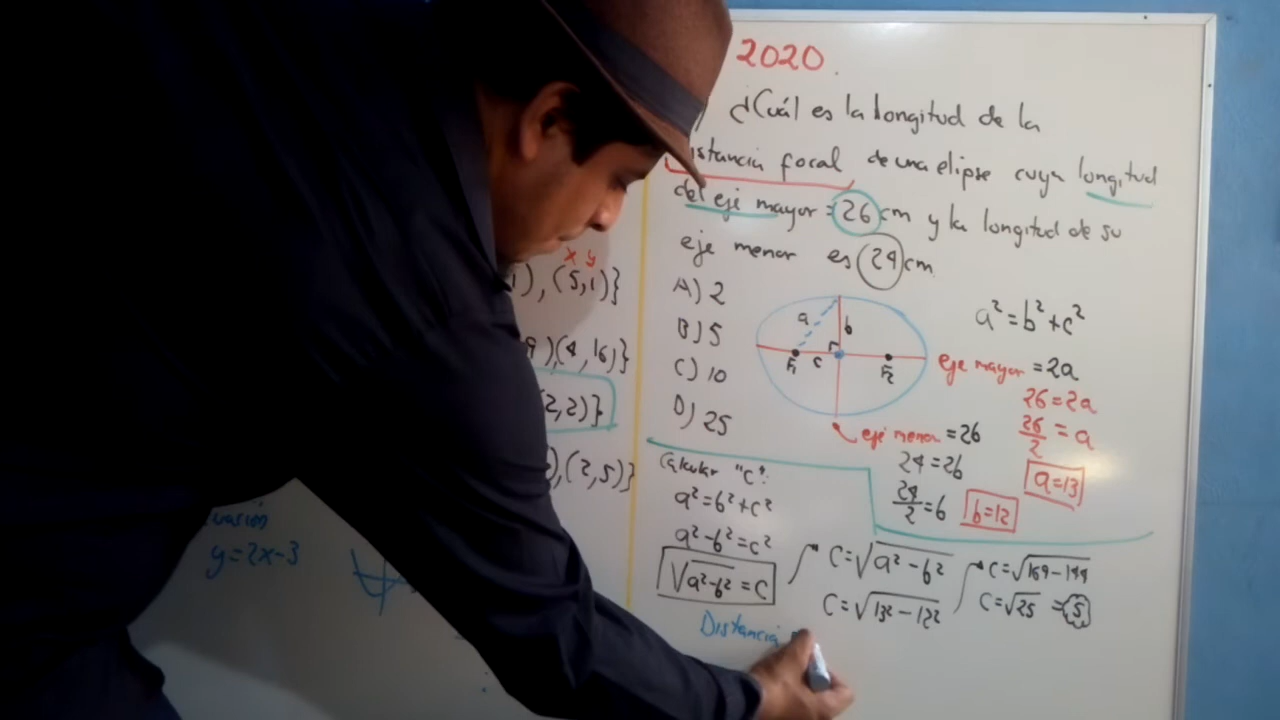 2020.
¿Cuál es la longitud de la
istancia focal de una elipse cuya longitud
del eje mayor = 26 cm y la longitud de su
eje menor es 24 cm
A) 2
B) 5
C) 10
D) 25
a
b
c
a²=b²+c²
eje mayor = 2a
26=2a
26/2 = a
a=13
eje menor =2b
24=2b
24/2=b
b=12
Calcular "c":
a²=b²+c²
a²-b²=c²
√a²-b² = c
C=√a²-b²
C=√13²-12²
C=√169-144
C=√25 =5
Distancia
x y
1), (5,1)}
9)(4,16)}
(2,2)}
),(2,5)}
uación
y=2x-3